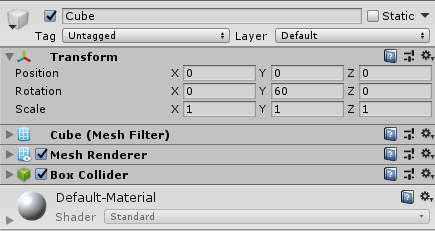 Cube Static
Tag Untagged Layer Default
Transform
Position X 0 Y 0 Z 0
Rotation X 0 Y 60 Z 0
Scale X 1 Y 1 Z 1
Cube (Mesh Filter)
Mesh Renderer
Box Collider
Default-Material
Shader Standard